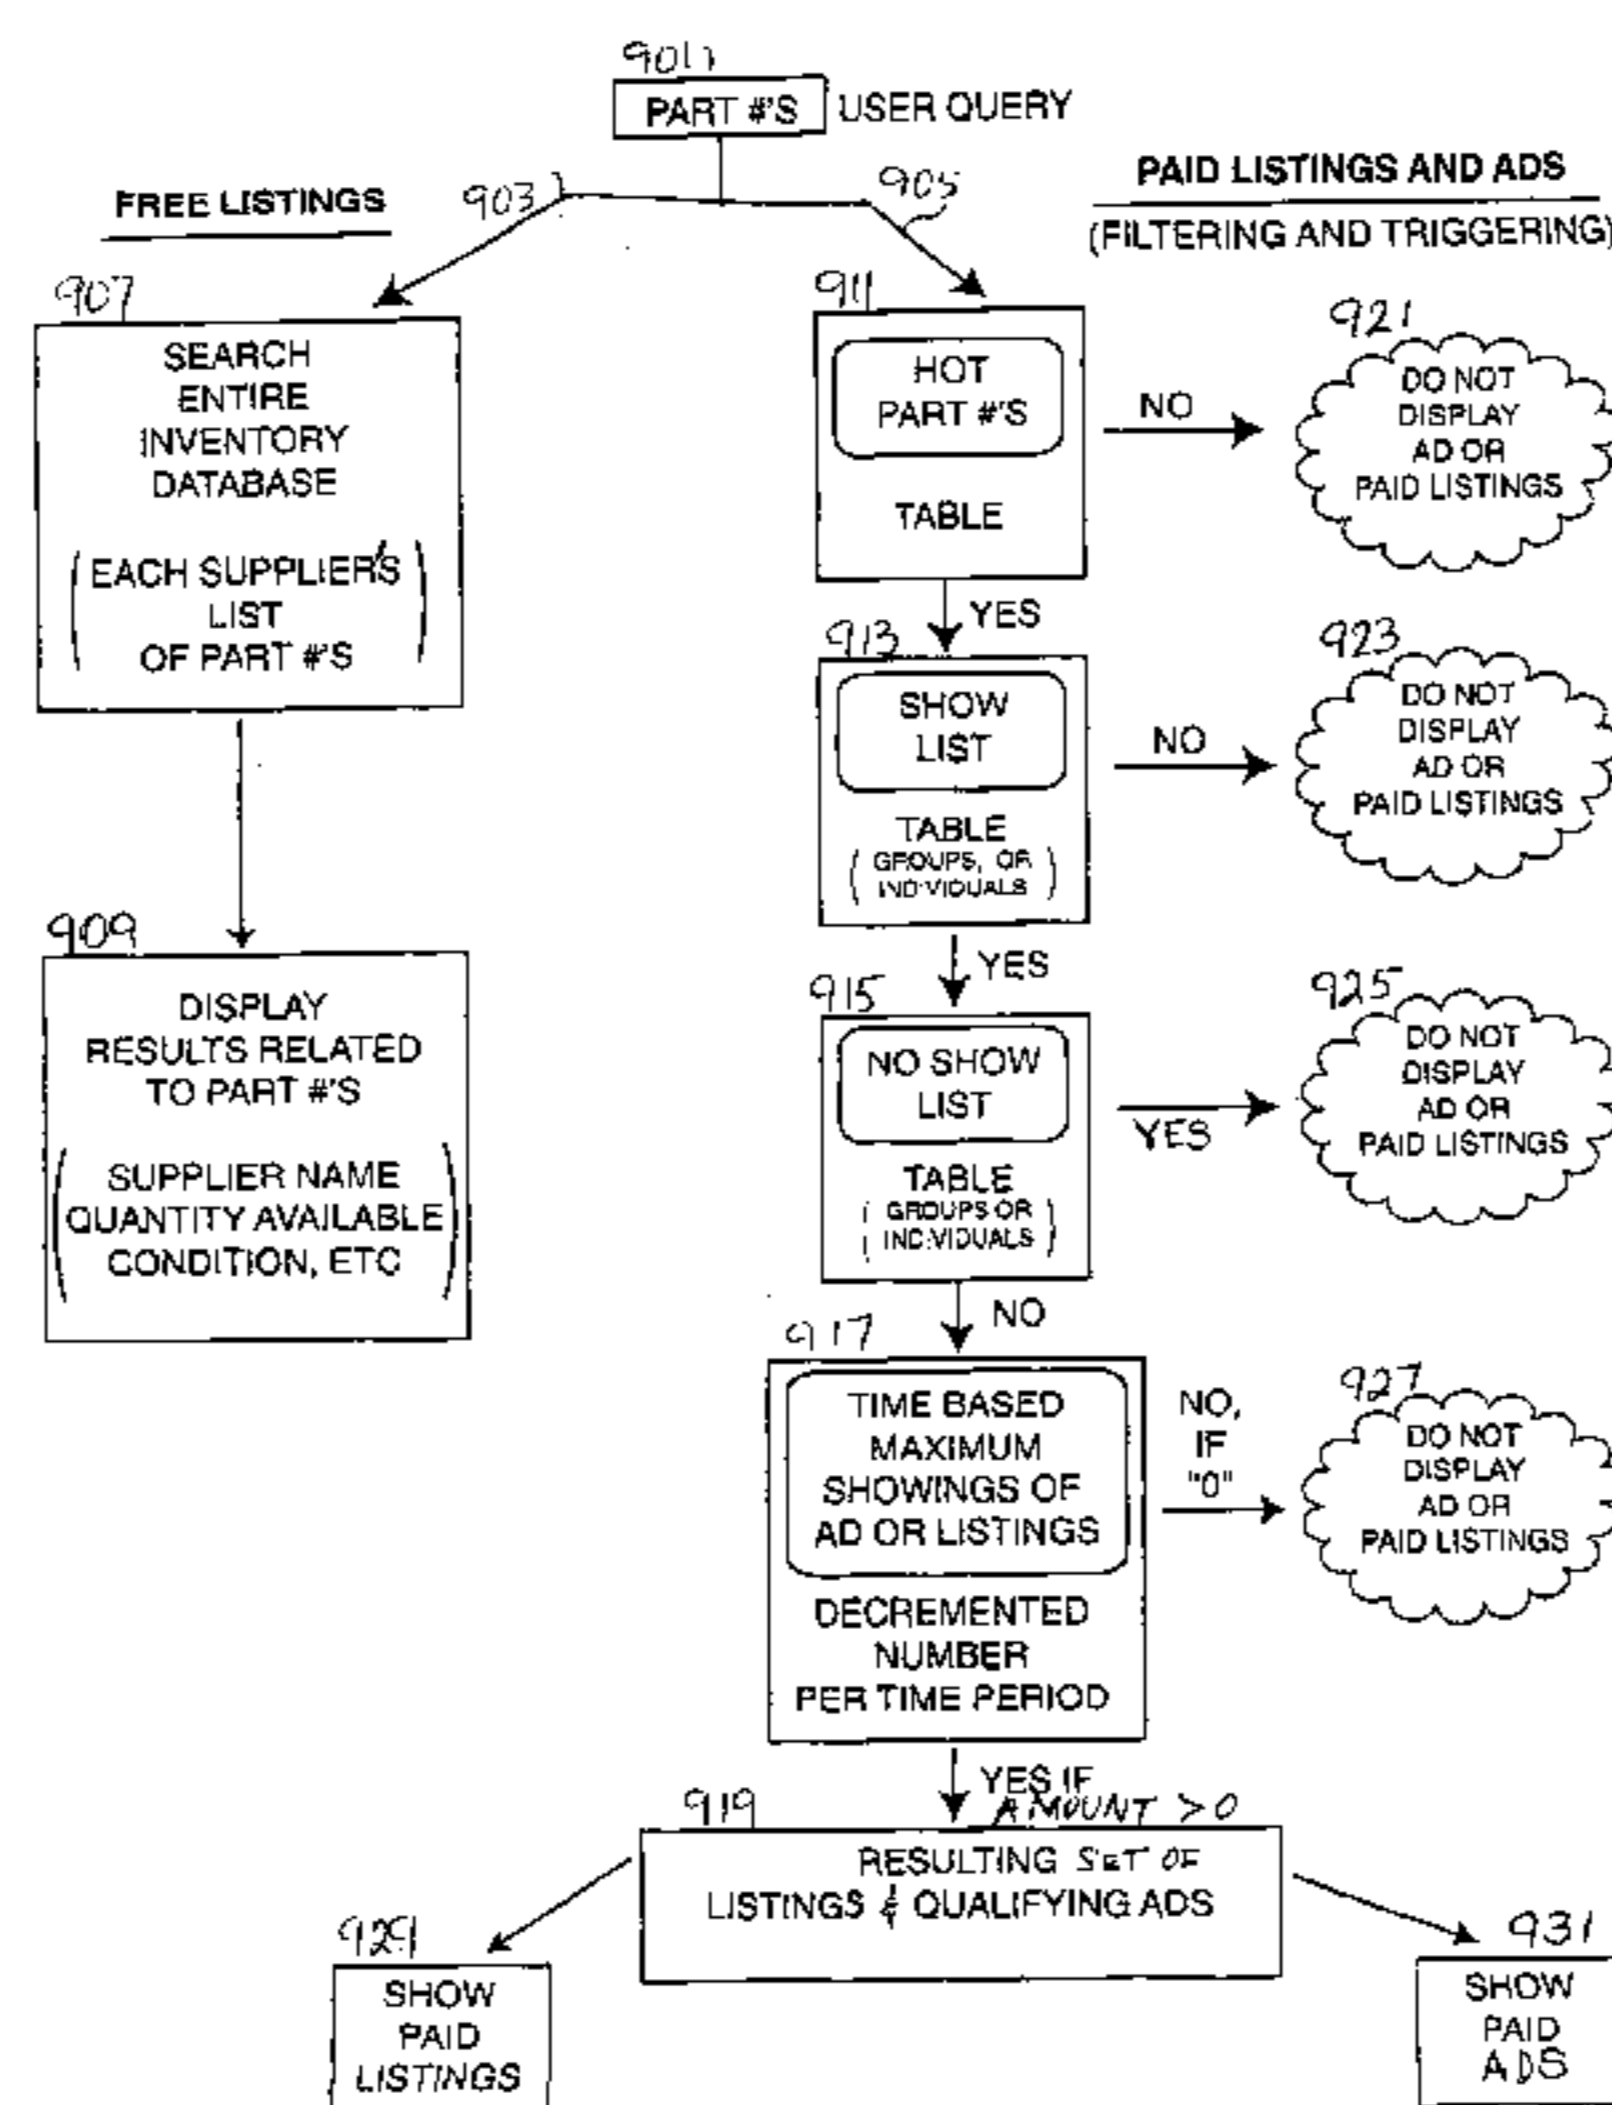 901
PART #'S USER QUERY
903
905
FREE LISTINGS
PAID LISTINGS AND ADS
(FILTERING AND TRIGGERING)
907
SEARCH
ENTIRE
INVENTORY
DATABASE
(EACH SUPPLIER'S
LIST
OF PART #'S)
909
DISPLAY
RESULTS RELATED
TO PART #'S
(SUPPLIER NAME
QUANTITY AVAILABLE
CONDITION, ETC)
911
HOT
PART #'S
TABLE
NO
921
DO NOT
DISPLAY
AD OR
PAID LISTINGS
YES
913
SHOW
LIST
TABLE
(GROUPS, OR
INDIVIDUALS)
NO
923
DO NOT
DISPLAY
AD OR
PAID LISTINGS
YES
915
NO SHOW
LIST
TABLE
(GROUPS OR
INDIVIDUALS)
YES
925
DO NOT
DISPLAY
AD OR
PAID LISTINGS
NO
917
TIME BASED
MAXIMUM
SHOWINGS OF
AD OR LISTINGS
DECREMENTED
NUMBER
PER TIME PERIOD
NO,
IF
"0"
927
DO NOT
DISPLAY
AD OR
PAID LISTINGS
YES IF
AMOUNT > 0
919
RESULTING SET OF
LISTINGS & QUALIFYING ADS
929
SHOW
PAID
LISTINGS
931
SHOW
PAID
ADS